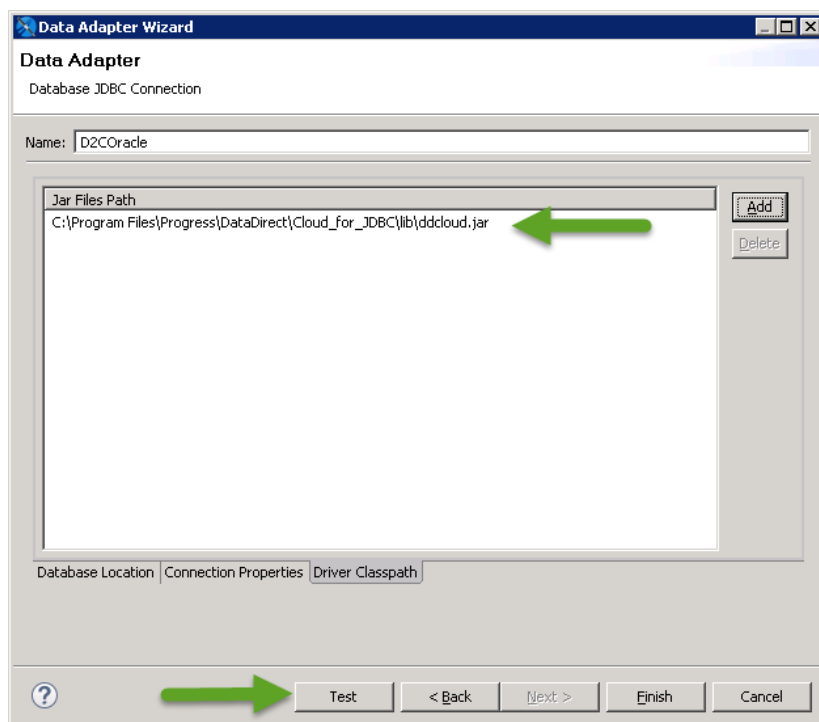 Data Adapter Wizard
Data Adapter
Database JDBC Connection
Name: D2COracle
Jar Files Path
C:\Program Files\Progress\DataDirect\Cloud_for_JDBC\lib\ddcloud.jar
Add
Delete
Database Location Connection Properties Driver Classpath
? Test < Back Next > Finish Cancel